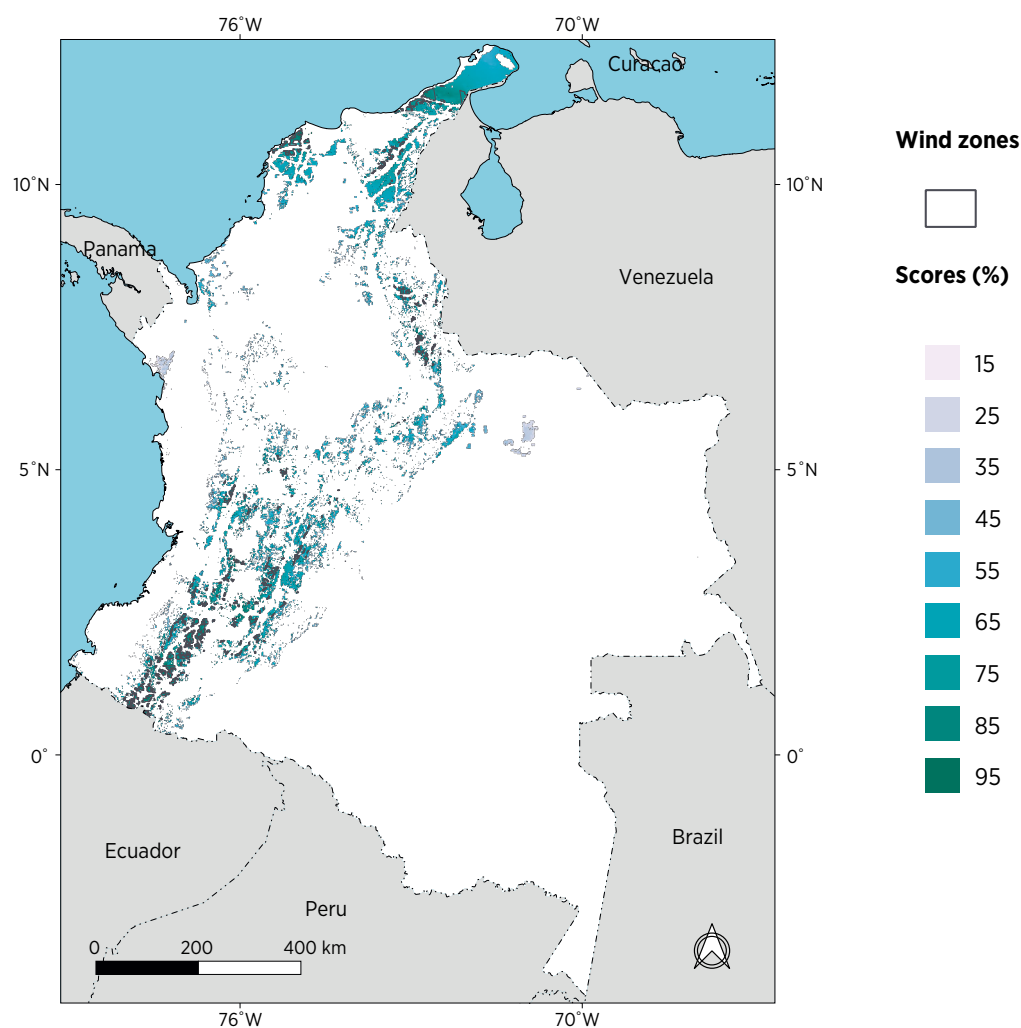 76˚W
70˚W
Curacao
Wind zones
10˚N
10˚N
Panama
Venezuela
Scores (%)
15
25
35
45
5˚N
5˚N
55
65
75
85
0˚
0˚
95
Ecuador
Brazil
Peru
0
200
400 km
76˚W
70˚W